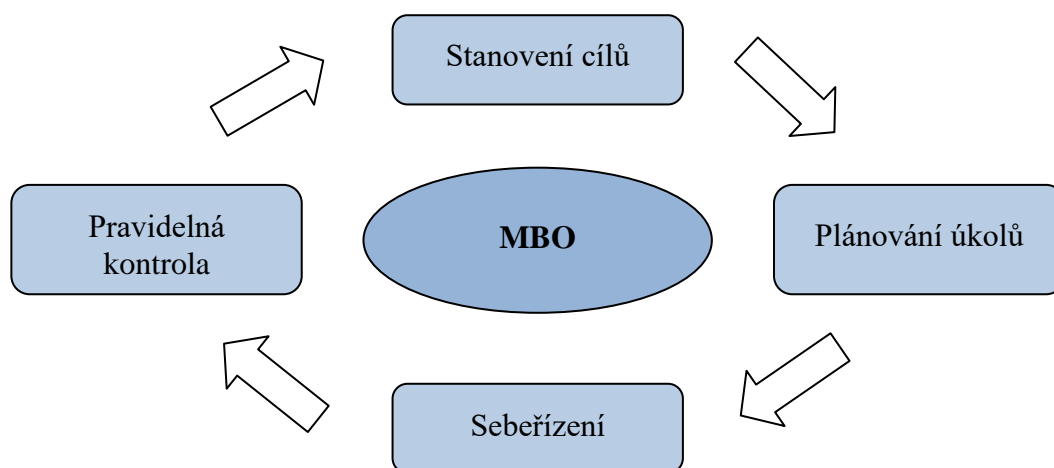 Stanovení cílů
Pravidelná
kontrola
MBO
Plánování úkolů
Sebeřízení